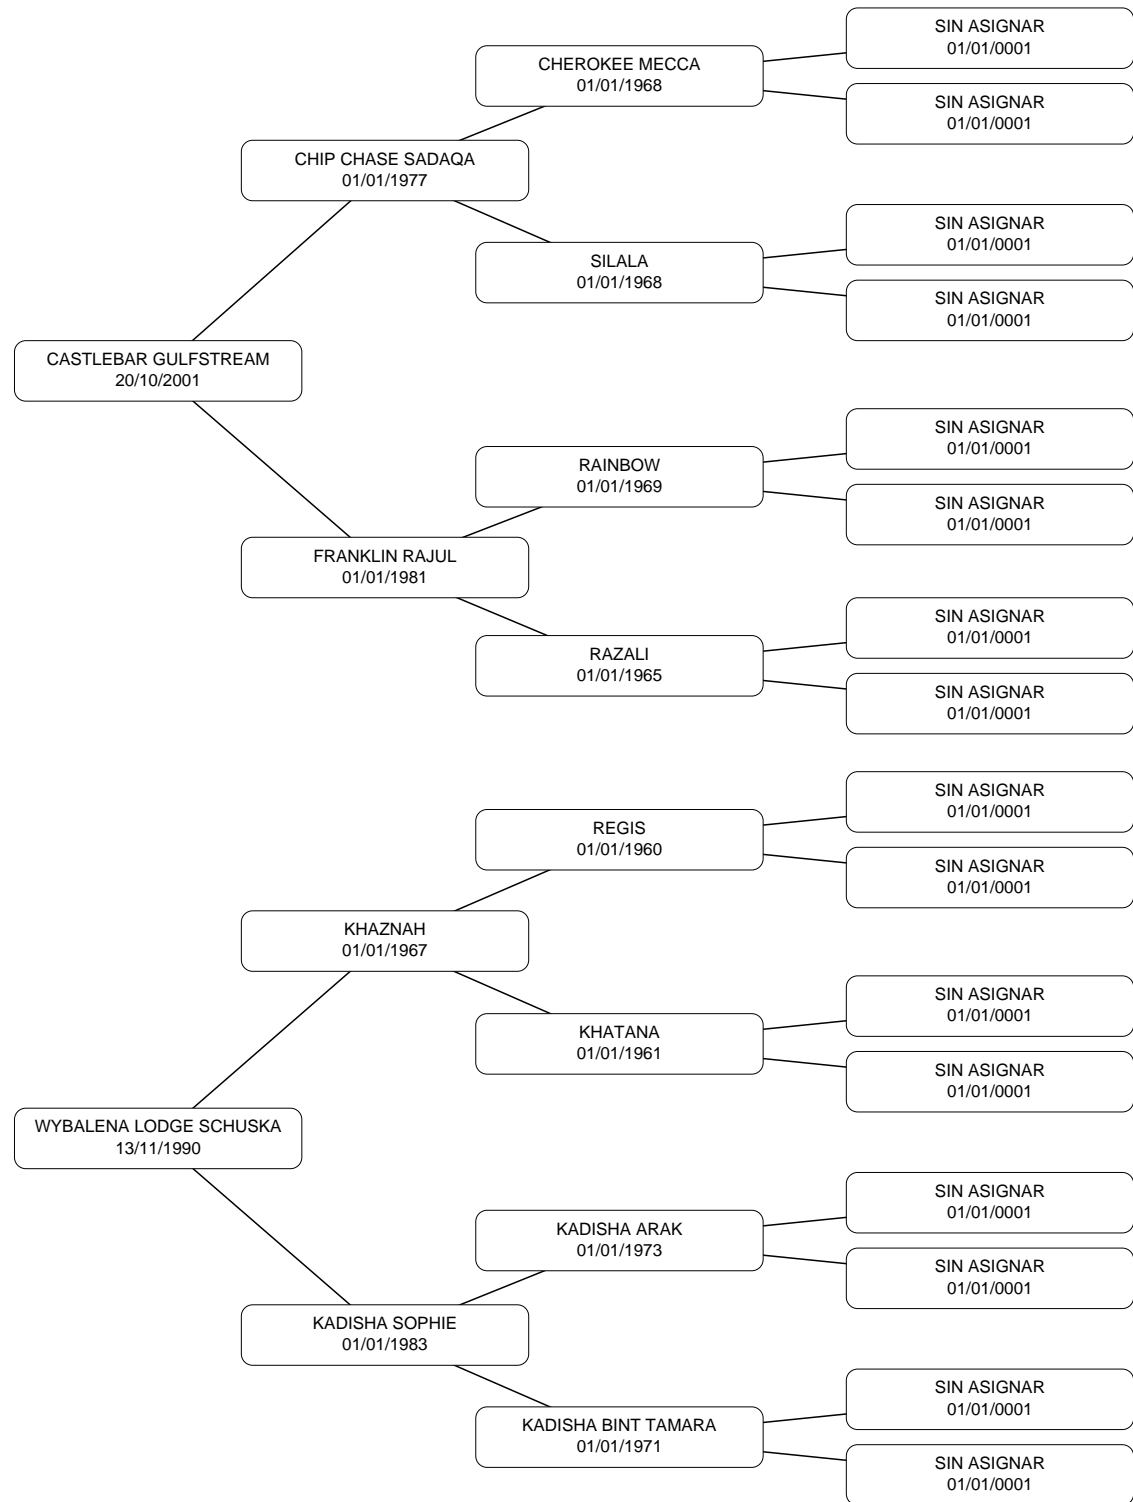 SIN ASIGNAR
01/01/0001
CHEROKEE MECCA
01/01/1968
SIN ASIGNAR
01/01/0001
CHIP CHASE SADAQA
01/01/1977
SIN ASIGNAR
01/01/0001
SILALA
01/01/1968
SIN ASIGNAR
01/01/0001
CASTLEBAR GULFSTREAM
20/10/2001
SIN ASIGNAR
01/01/0001
RAINBOW
01/01/1969
SIN ASIGNAR
01/01/0001
FRANKLIN RAJUL
01/01/1981
SIN ASIGNAR
01/01/0001
RAZALI
01/01/1965
SIN ASIGNAR
01/01/0001
SIN ASIGNAR
01/01/0001
REGIS
01/01/1960
SIN ASIGNAR
01/01/0001
KHAZNAH
01/01/1967
SIN ASIGNAR
01/01/0001
KHATANA
01/01/1961
SIN ASIGNAR
01/01/0001
WYBALENA LODGE SCHUSKA
13/11/1990
SIN ASIGNAR
01/01/0001
KADISHA ARAK
01/01/1973
SIN ASIGNAR
01/01/0001
KADISHA SOPHIE
01/01/1983
SIN ASIGNAR
01/01/0001
KADISHA BINT TAMARA
01/01/1971
SIN ASIGNAR
01/01/0001